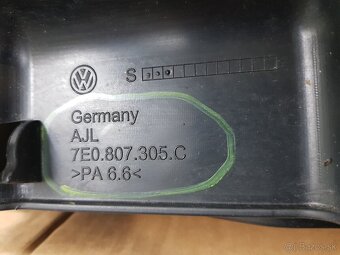 S
Germany
AJL
7E0.807.305.C
>PA 6.6<